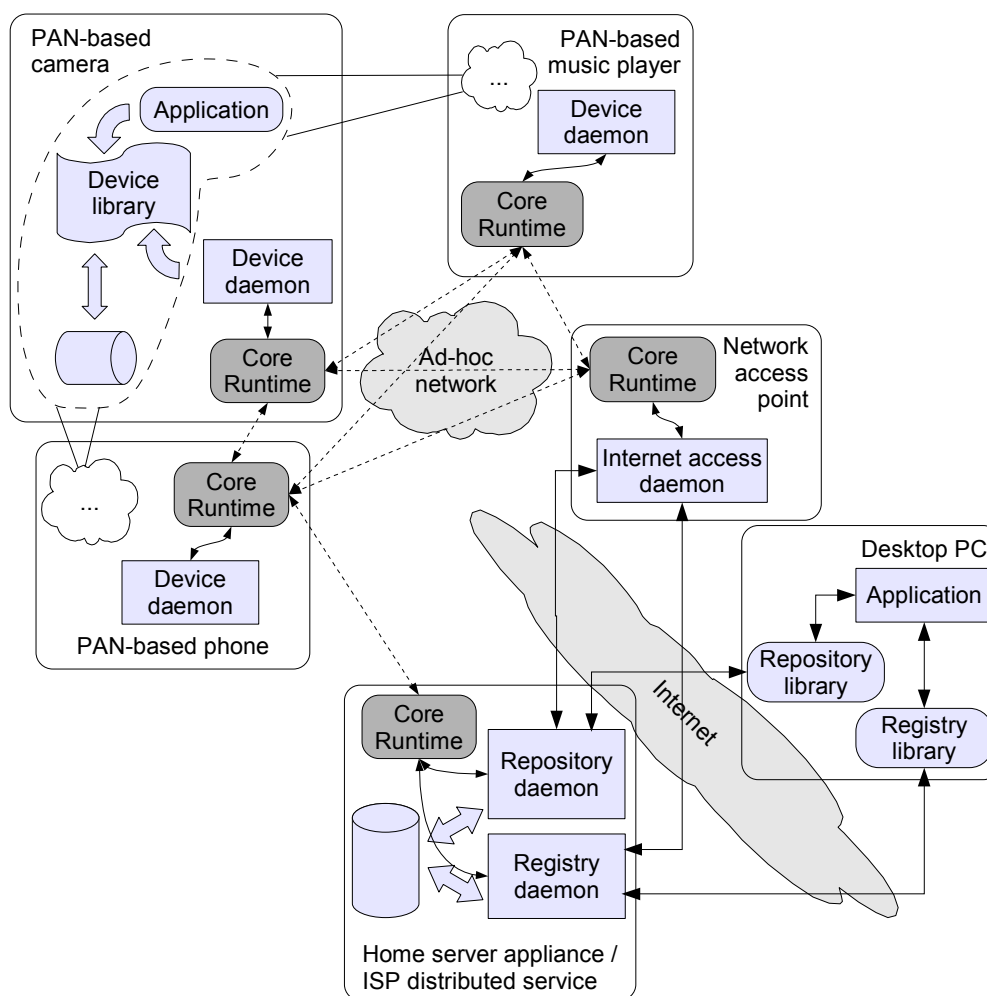 PAN-based
camera
Application
Device
library
Device
daemon
Core
Runtime
PAN-based
music player
...
Device
daemon
Core
Runtime
Ad-hoc
network
Network
access
point
Core
Runtime
Internet access
daemon
...
Core
Runtime
Device
daemon
PAN-based phone
Desktop PC
Application
Repository
library
Registry
library
Internet
Core
Runtime
Repository
daemon
Registry
daemon
Home server appliance /
ISP distributed service